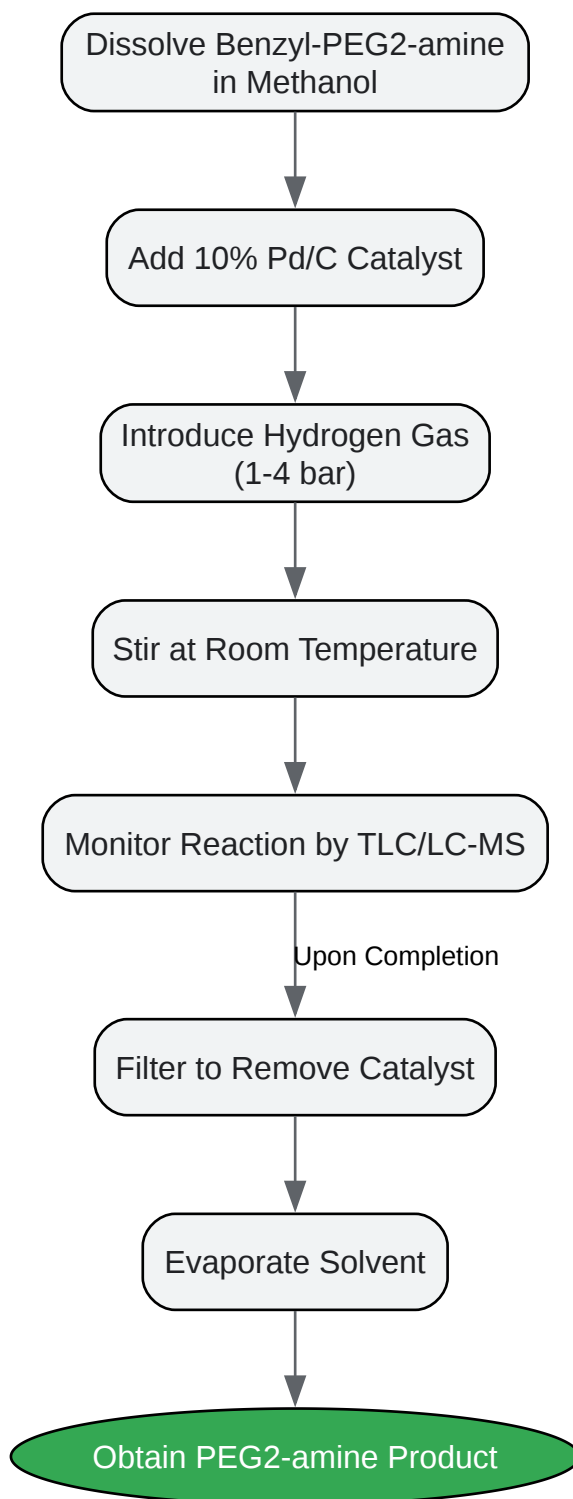 Dissolve Benzyl-PEG2-amine
in Methanol
Add 10% Pd/C Catalyst
Introduce Hydrogen Gas
(1-4 bar)
Stir at Room Temperature
Monitor Reaction by TLC/LC-MS
Upon Completion
Filter to Remove Catalyst
Evaporate Solvent
Obtain PEG2-amine Product